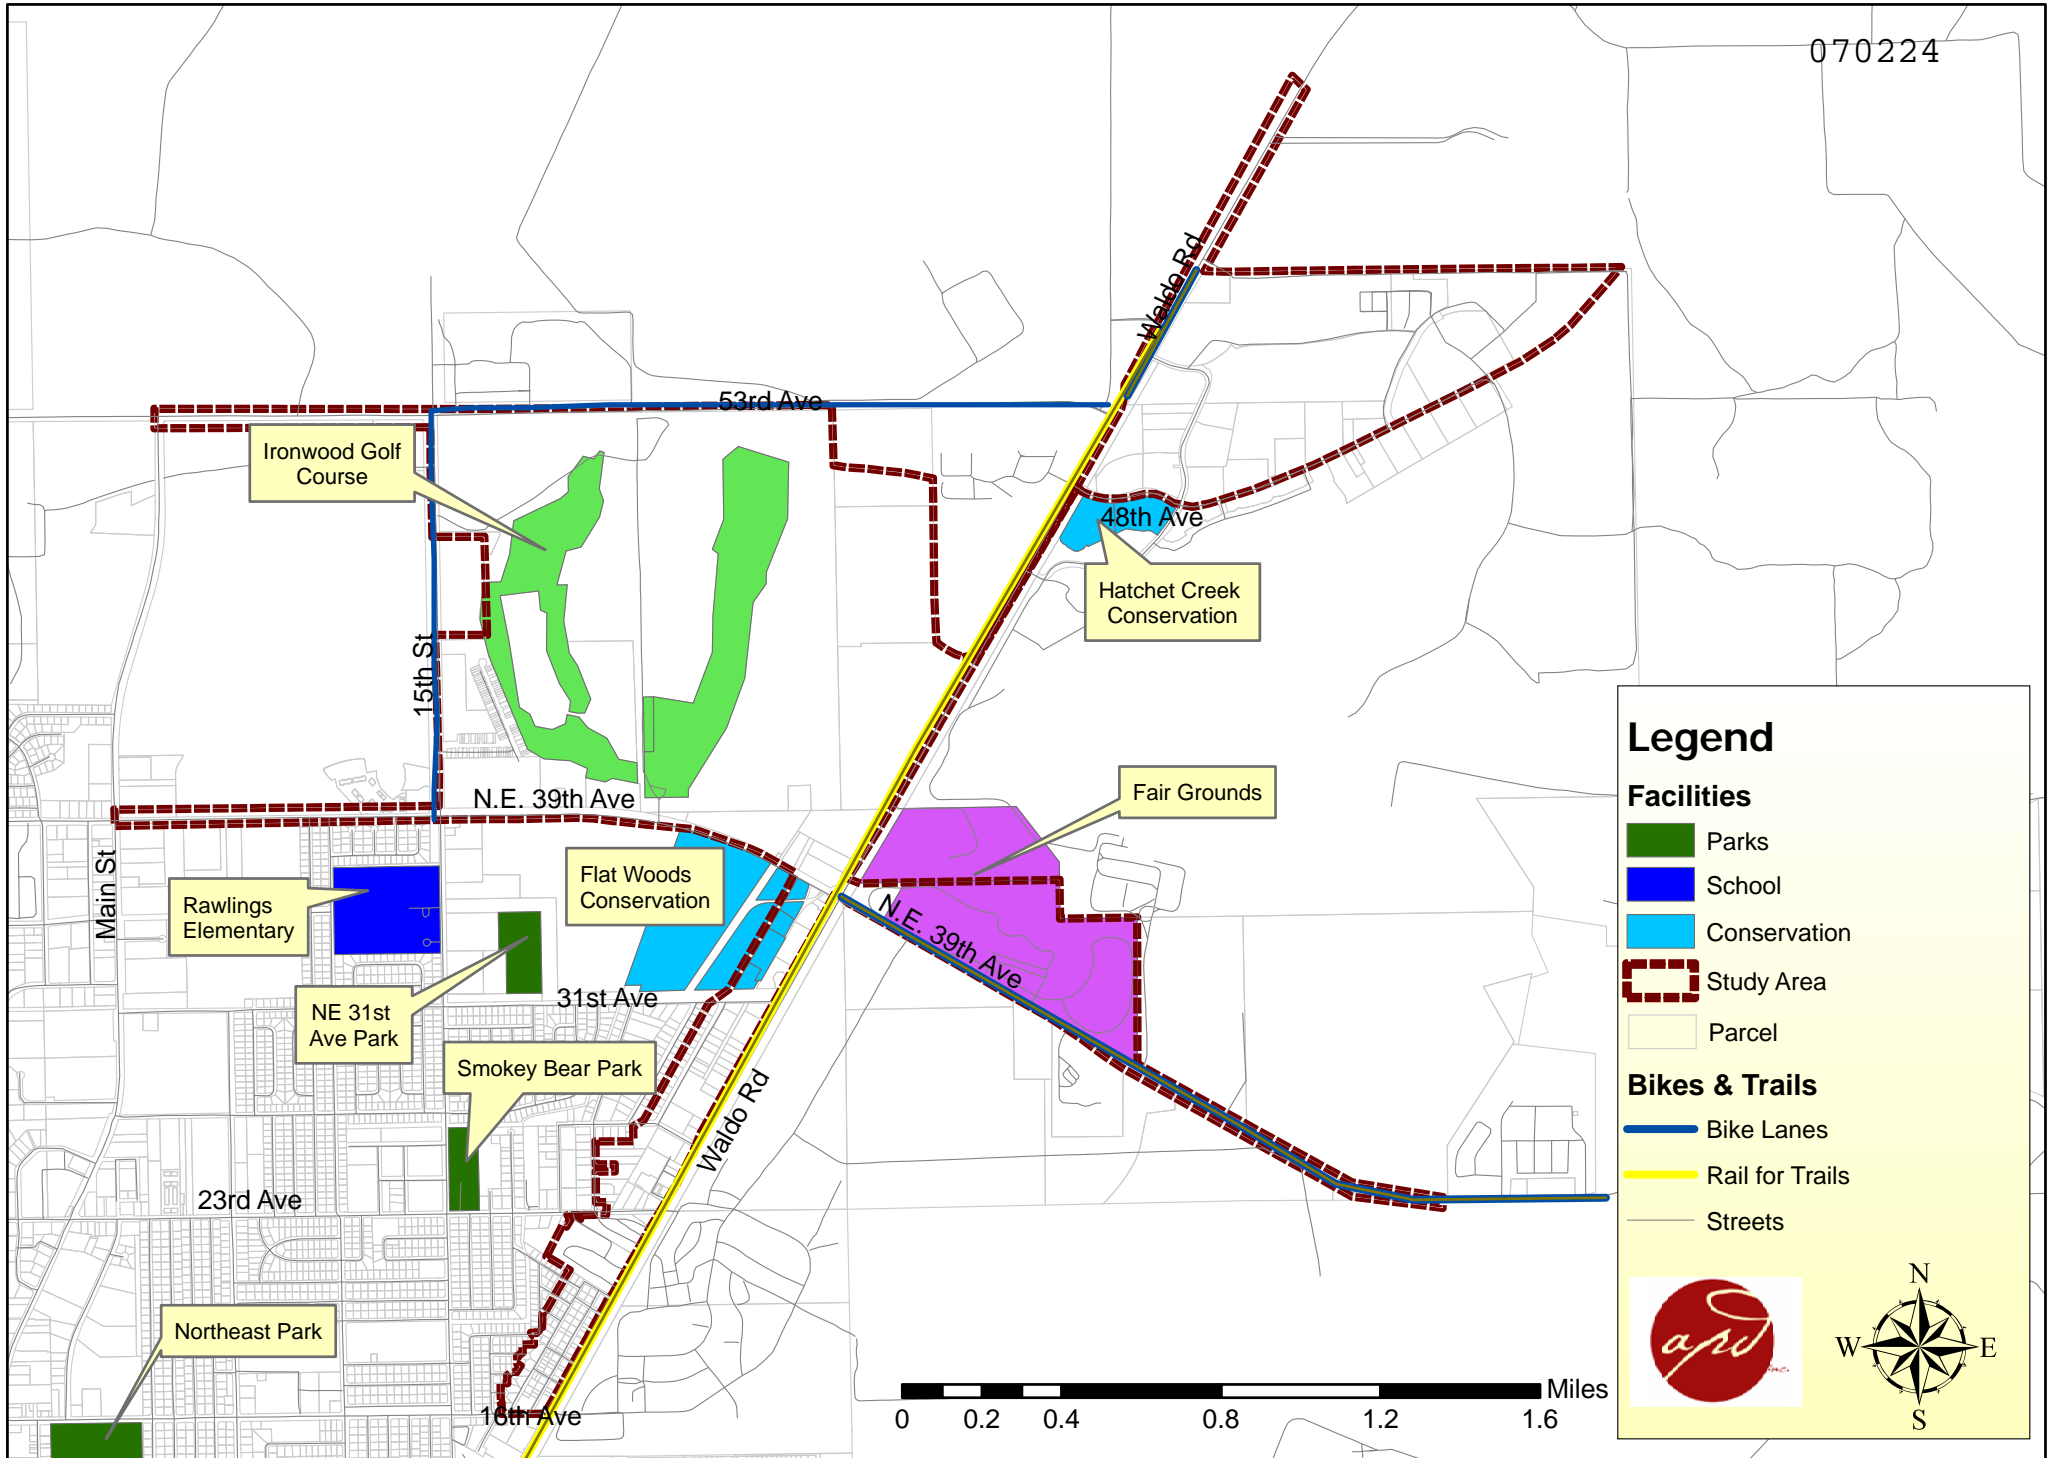 070224
Waldo Rd
53rd Ave
Ironwood Golf
Course
48th Ave
Hatchet Creek
Conservation
15th St
N.E. 39th Ave
Fair Grounds
Main St
Flat Woods
Conservation
Rawlings
Elementary
N.E. 39th Ave
31st Ave
NE 31st
Ave Park
Smokey Bear Park
Waldo Rd
23rd Ave
Northeast Park
16th Ave
Miles
0 0.2 0.4 0.8 1.2 1.6
Legend
Facilities
Parks
School
Conservation
Study Area
Parcel
Bikes & Trails
Bike Lanes
Rail for Trails
Streets
apd
inc.
N
W E
S